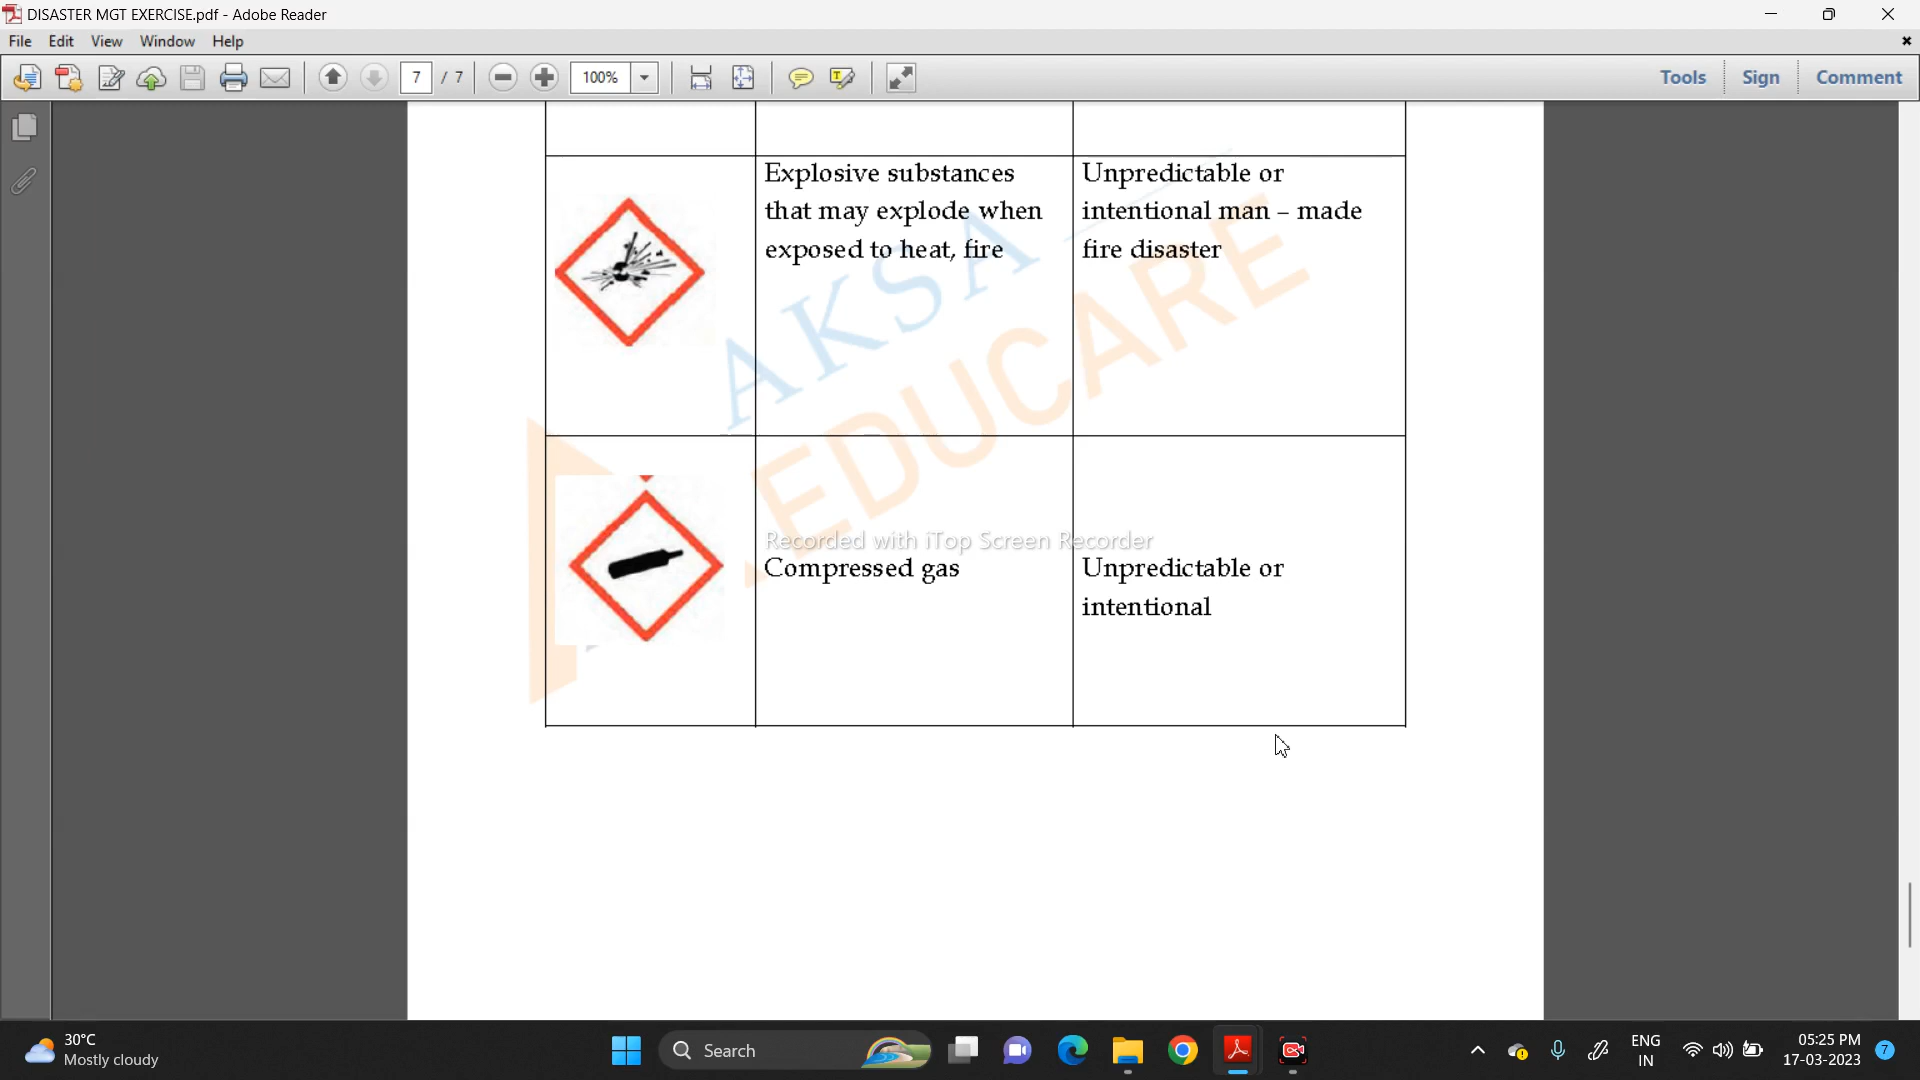 DISASTER MGT EXERCISE.pdf - Adobe Reader
File Edit View Window Help
7 / 7 100% Tools Sign Comment
Explosive substances
that may explode when
exposed to heat, fire
Unpredictable or
intentional man – made
fire disaster
AKSA
EDUCARE
Recorded with iTop Screen Recorder
Compressed gas
Unpredictable or
intentional
30°C
Mostly cloudy
Search
ENG
IN
05:25 PM
17-03-2023
7